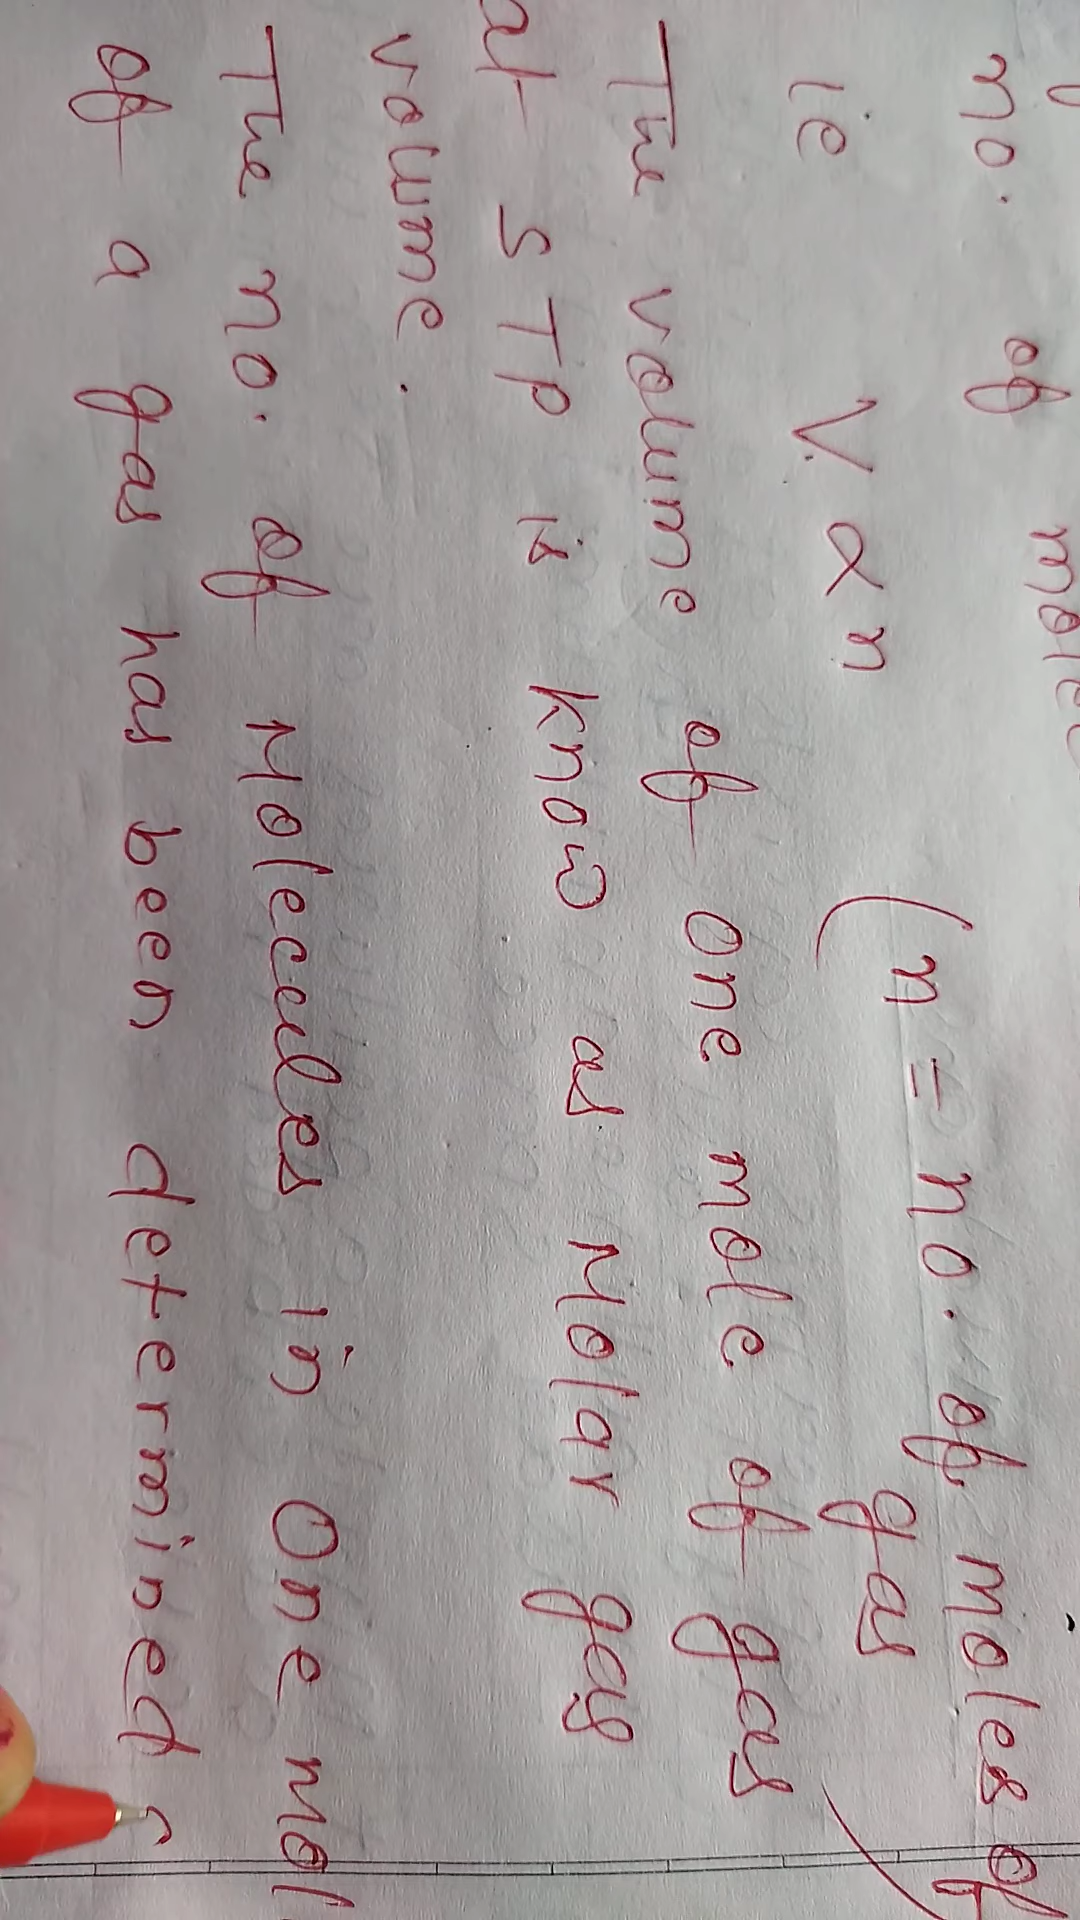 no. of
ie V ∝ n (n = no. of moles of
gas)
The volume of one mole of gas
at STP is know as Molar gas
volume.
The no. of Molecules in One mol
of a gas has been determined